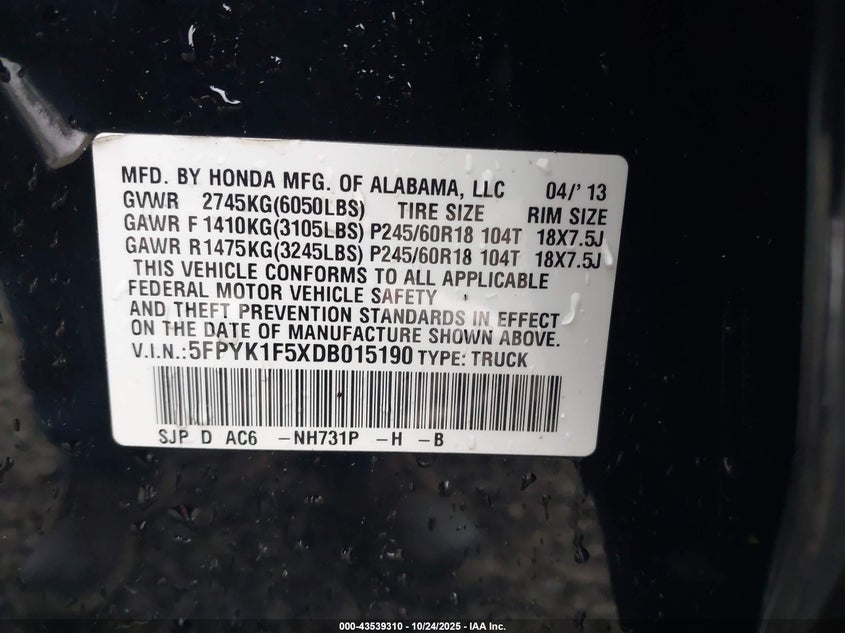 MFD. BY HONDA MFG. OF ALABAMA, LLC 04/' 13
GVWR 2745KG(6050LBS) TIRE SIZE RIM SIZE
GAWR F 1410KG(3105LBS) P245/60R18 104T 18X7.5J
GAWR R1475KG(3245LBS) P245/60R18 104T 18X7.5J
THIS VEHICLE CONFORMS TO ALL APPLICABLE
FEDERAL MOTOR VEHICLE SAFETY
AND THEFT PREVENTION STANDARDS IN EFFECT
ON THE DATE OF MANUFACTURE SHOWN ABOVE.
V.I.N.:5FPYK1F5XDB015190 TYPE: TRUCK
SJP D AC6 -NH731P -H -B
000-43539310 - 10/24/2025 - IAA Inc.